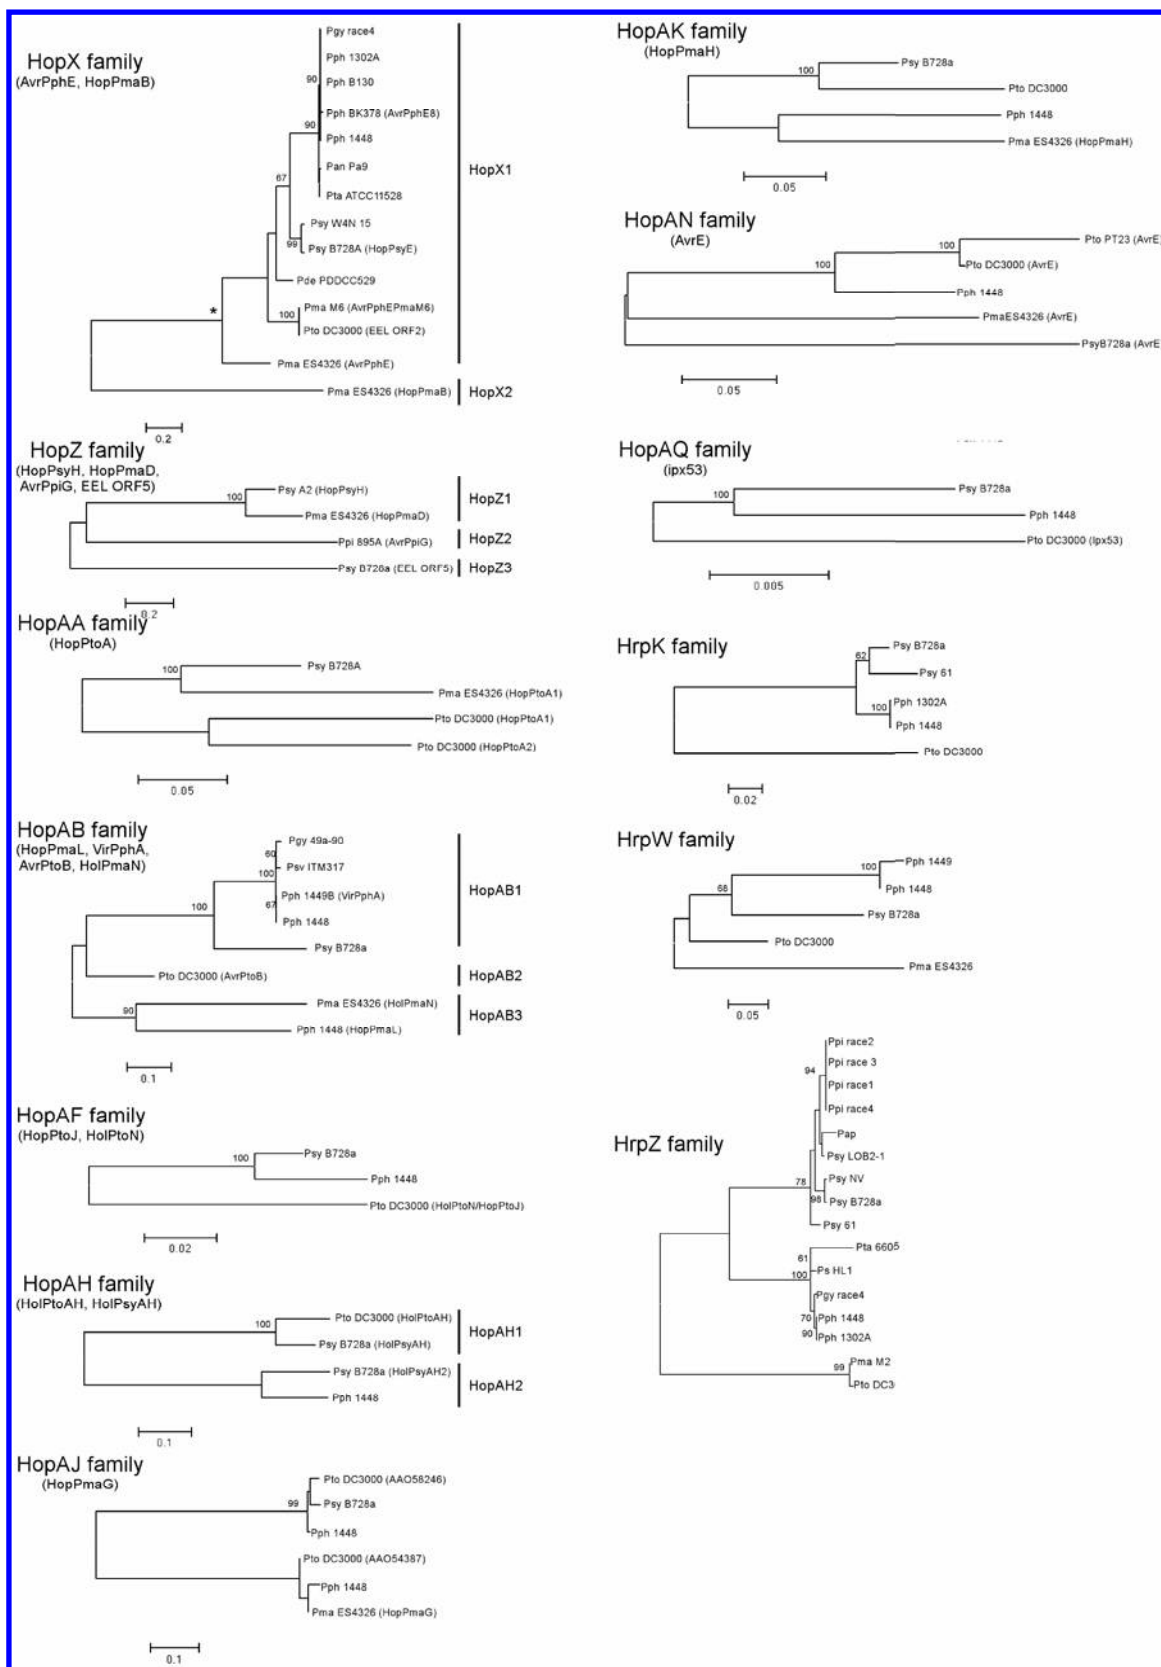 HopX family
(AvrPphE, HopPmaB)
Pgy race4
Pph 1302A
90
Pph B130
Pph BK378 (AvrPphE8)
90
Pph 1448
Pan Pa9
67
Pta ATCC11528
Psy W4N 15
99
Psy B728A (HopPsyE)
Pde PDDCC529
Pma M6 (AvrPphEPmaM6)
100
Pto DC3000 (EEL ORF2)
*
Pma ES4326 (AvrPphE)
Pma ES4326 (HopPmaB)
HopX1
HopX2
0.2
HopZ family
(HopPsyH, HopPmaD,
AvrPpiG, EEL ORF5)
100
Psy A2 (HopPsyH)
Pma ES4326 (HopPmaD)
Ppi 895A (AvrPpiG)
Psy B728a (EEL ORF5)
HopZ1
HopZ2
HopZ3
0.2
HopAA family
(HopPtoA)
100
Psy B728A
Pma ES4326 (HopPtoA1)
Pto DC3000 (HopPtoA1)
Pto DC3000 (HopPtoA2)
0.05
HopAB family
(HopPmaL, VirPphA,
AvrPtoB, HolPmaN)
Pgy 49a-90
60
Psv ITM317
100
Pph 1449B (VirPphA)
67
Pph 1448
100
Psy B728a
Pto DC3000 (AvrPtoB)
Pma ES4326 (HolPmaN)
90
Pph 1448 (HopPmaL)
HopAB1
HopAB2
HopAB3
0.1
HopAF family
(HopPtoJ, HolPtoN)
100
Psy B728a
Pph 1448
Pto DC3000 (HolPtoN/HopPtoJ)
0.02
HopAH family
(HolPtoAH, HolPsyAH)
100
Pto DC3000 (HolPtoAH)
Psy B728a (HolPsyAH)
Psy B728a (HolPsyAH2)
Pph 1448
HopAH1
HopAH2
0.1
HopAJ family
(HopPmaG)
Pto DC3000 (AAO58246)
99
Psy B728a
Pph 1448
Pto DC3000 (AAO54387)
Pph 1448
Pma ES4326 (HopPmaG)
0.1
HopAK family
(HopPmaH)
100
Psy B728a
Pto DC3000
Pph 1448
Pma ES4326 (HopPmaH)
0.05
HopAN family
(AvrE)
100
Pto PT23 (AvrE)
100
Pto DC3000 (AvrE)
Pph 1448
PmaES4326 (AvrE)
PsyB728a (AvrE
0.05
HopAQ family
(ipx53)
100
Psy B728a
Pph 1448
Pto DC3000 (Ipx53)
0.005
HrpK family
62
Psy B728a
Psy 61
Pph 1302A
100
Pph 1448
Pto DC3000
0.02
HrpW family
100
Pph 1449
Pph 1448
68
Psy B728a
Pto DC3000
Pma ES4326
0.05
HrpZ family
Ppi race2
Ppi race 3
94
Ppi race1
Ppi race4
Pap
Psy LOB2-1
78
Psy NV
98
Psy B728a
Psy 61
Pta 6605
61
Ps HL1
100
Pgy race4
70
Pph 1448
90
Pph 1302A
99
Pma M2
Pto DC3